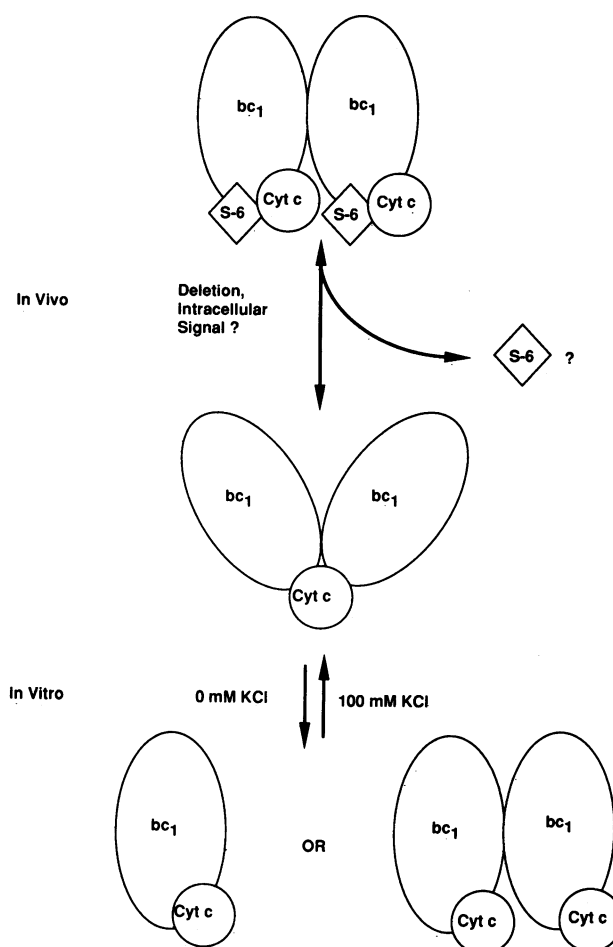 bc1 bc1
S-6 Cyt c S-6 Cyt c
In Vivo
Deletion,
Intracellular
Signal ?
S-6 ?
bc1 bc1
Cyt c
In Vitro
0 mM KCl 100 mM KCl
bc1 OR bc1 bc1
Cyt c Cyt c Cyt c